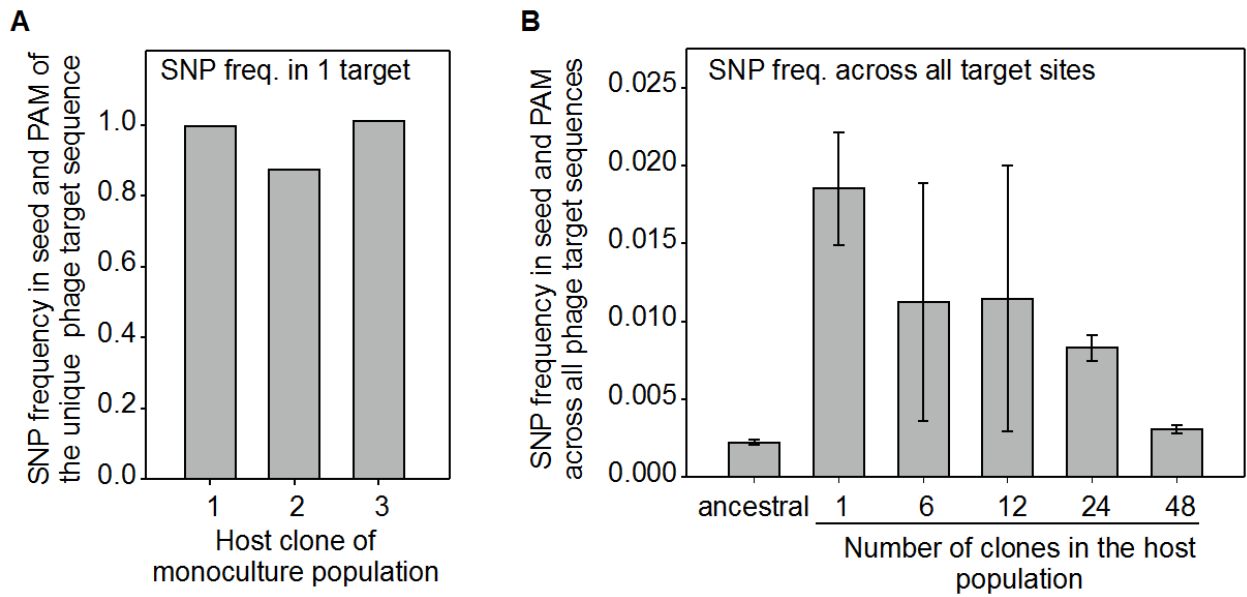 A
SNP freq. in 1 target
SNP frequency in seed and PAM of
the unique phage target sequence
1.0
0.8
0.6
0.4
0.2
0.0
1 2 3
Host clone of
monoculture population
B
SNP freq. across all target sites
SNP frequency in seed and PAM
across all phage target sequences
0.025
0.020
0.015
0.010
0.005
0.000
ancestral 1 6 12 24 48
Number of clones in the host
population